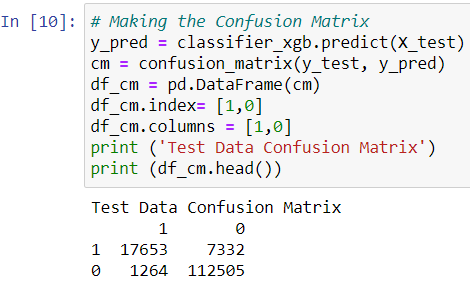 In [10]: # Making the Confusion Matrix
y_pred = classifier_xgb.predict(X_test)
cm = confusion_matrix(y_test, y_pred)
df_cm = pd.DataFrame(cm)
df_cm.index= [1,0]
df_cm.columns = [1,0]
print ('Test Data Confusion Matrix')
print (df_cm.head())
Test Data Confusion Matrix
1 0
1 17653 7332
0 1264 112505